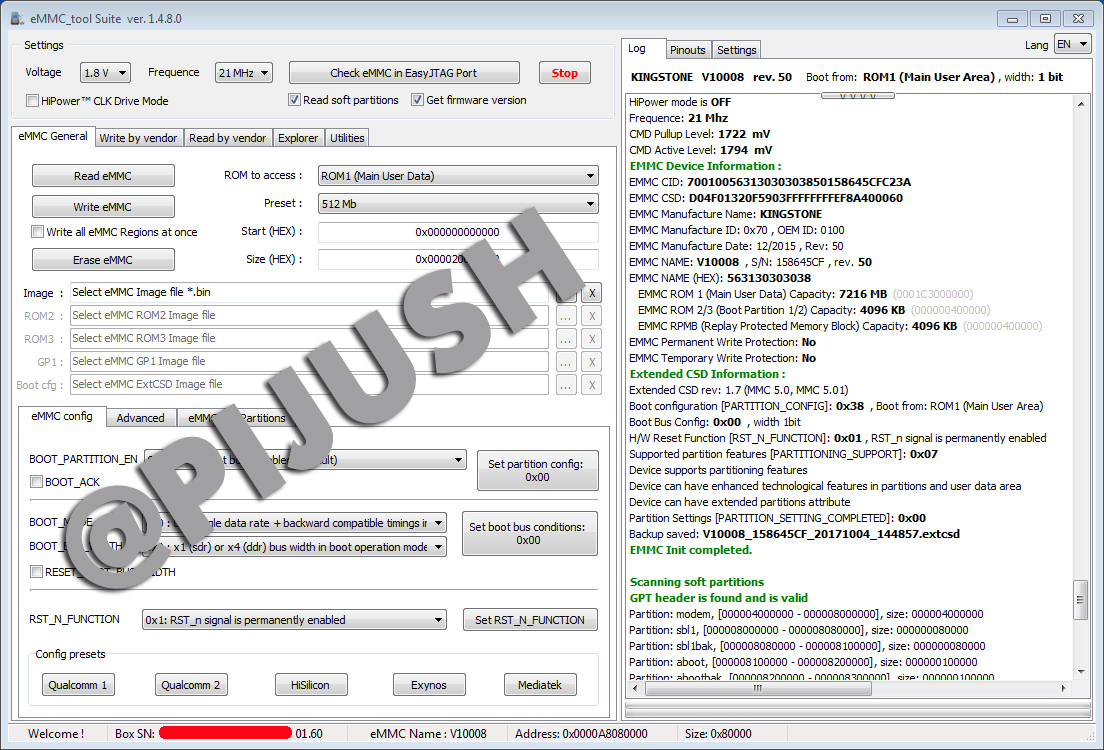 eMMC_tool Suite ver. 1.4.8.0
Settings
Voltage 1.8 V Frequence 21 MHz Check eMMC in EasyJTAG Port Stop
HiPower™ CLK Drive Mode Read soft partitions Get firmware version
eMMC General Write by vendor Read by vendor Explorer Utilities
Read eMMC ROM to access : ROM1 (Main User Data)
Write eMMC Preset : 512 Mb
Write all eMMC Regions at once Start (HEX) : 0x000000000000
Erase eMMC Size (HEX) :
Image : Select eMMC Image file *.bin X
ROM2 : Select eMMC ROM2 Image file ... X
ROM3 : Select eMMC ROM3 Image file ... X
GP1 : Select eMMC GP1 Image file ... X
Boot cfg : Select eMMC ExtCSD Image file ... X
eMMC config Advanced Partitions
BOOT_PARTITION_EN Set partition config:
0x00
BOOT_ACK
data rate + backward compatible timings in Set boot bus conditions:
0x00
x1 (sdr) or x4 (ddr) bus width in boot operation mode
RST_N_FUNCTION 0x1: RST_n signal is permanently enabled Set RST_N_FUNCTION
Config presets
Qualcomm 1 Qualcomm 2 HiSilicon Exynos Mediatek
@PIJUSH
Log Pinouts Settings Lang EN
KINGSTONE V10008 rev. 50 Boot from: ROM1 (Main User Area) , width: 1 bit
HiPower mode is OFF
Frequence: 21 Mhz
CMD Pullup Level: 1722 mV
CMD Active Level: 1794 mV
EMMC Device Information :
EMMC CID: 70010056313030303850158645CFC23A
EMMC CSD: D04F01320F5903FFFFFFFFEF8A400060
EMMC Manufacture Name: KINGSTONE
EMMC Manufacture ID: 0x70 , OEM ID: 0100
EMMC Manufacture Date: 12/2015 , Rev: 50
EMMC NAME: V10008 , S/N: 158645CF , rev. 50
EMMC NAME (HEX): 563130303038
EMMC ROM 1 (Main User Data) Capacity: 7216 MB (0001C3000000)
EMMC ROM 2/3 (Boot Partition 1/2) Capacity: 4096 KB (000000400000)
EMMC RPMB (Replay Protected Memory Block) Capacity: 4096 KB (000000400000)
EMMC Permanent Write Protection: No
EMMC Temporary Write Protection: No
Extended CSD Information :
Extended CSD rev: 1.7 (MMC 5.0, MMC 5.01)
Boot configuration [PARTITION_CONFIG]: 0x38 , Boot from: ROM1 (Main User Area)
Boot Bus Config: 0x00 , width 1bit
H/W Reset Function [RST_N_FUNCTION]: 0x01 , RST_n signal is permanently enabled
Supported partition features [PARTITIONING_SUPPORT]: 0x07
Device supports partitioning features
Device can have enhanced technological features in partitions and user data area
Device can have extended partitions attribute
Partition Settings [PARTITION_SETTING_COMPLETED]: 0x00
Backup saved: V10008_158645CF_20171004_144857.extcsd
EMMC Init completed.
Scanning soft partitions
GPT header is found and is valid
Partition: modem, [000004000000 - 000008000000], size: 000004000000
Partition: sbl1, [000008000000 - 000008080000], size: 000000080000
Partition: sbl1bak, [000008080000 - 000008100000], size: 000000080000
Partition: aboot, [000008100000 - 000008200000], size: 000000100000
Partition: abootbak, [000008200000 - 000008300000], size: 000000100000
Welcome ! Box SN: 01.60 eMMC Name : V10008 Address: 0x0000A8080000 Size: 0x80000